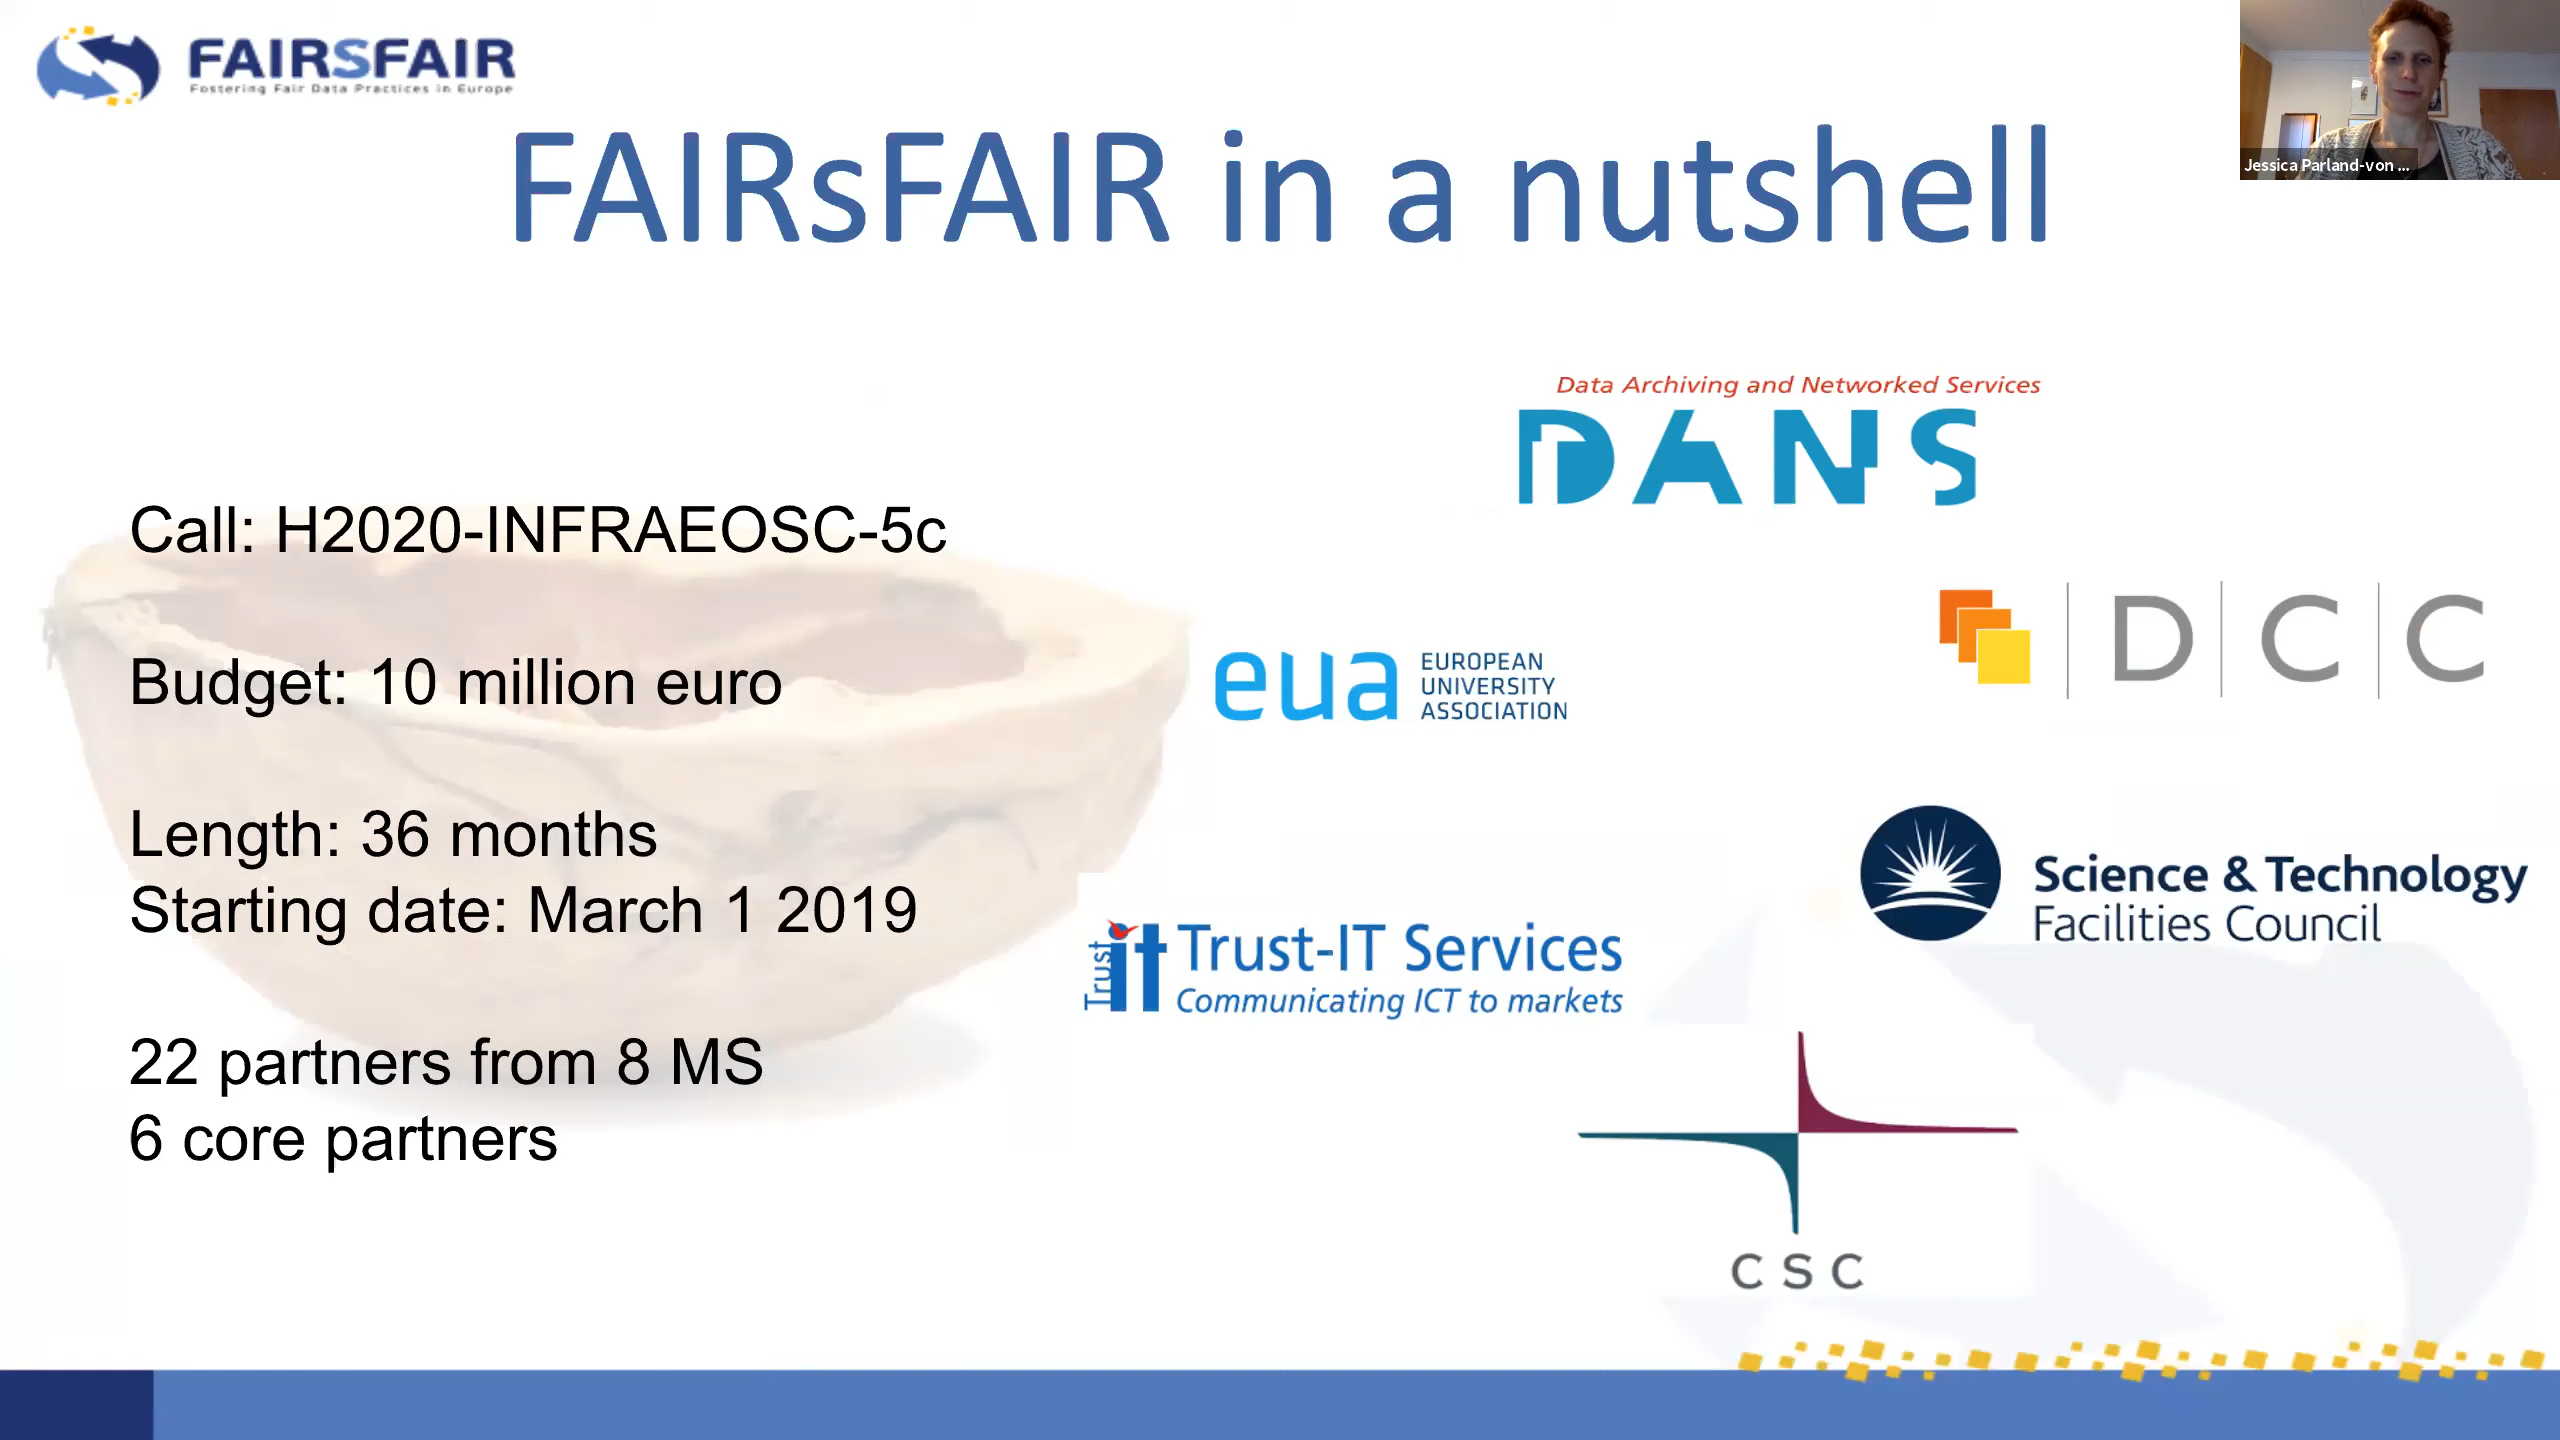 FAIRSFAIR
Fostering Fair Data Practices in Europe
Jessica Parland-von ...
FAIRsFAIR in a nutshell
Call: H2020-INFRAEOSC-5c
Budget: 10 million euro
Length: 36 months
Starting date: March 1 2019
22 partners from 8 MS
6 core partners
Data Archiving and Networked Services
DANS
eua
EUROPEAN
UNIVERSITY
ASSOCIATION
DCC
Science & Technology
Facilities Council
Trust
it
Trust-IT Services
Communicating ICT to markets
CSC